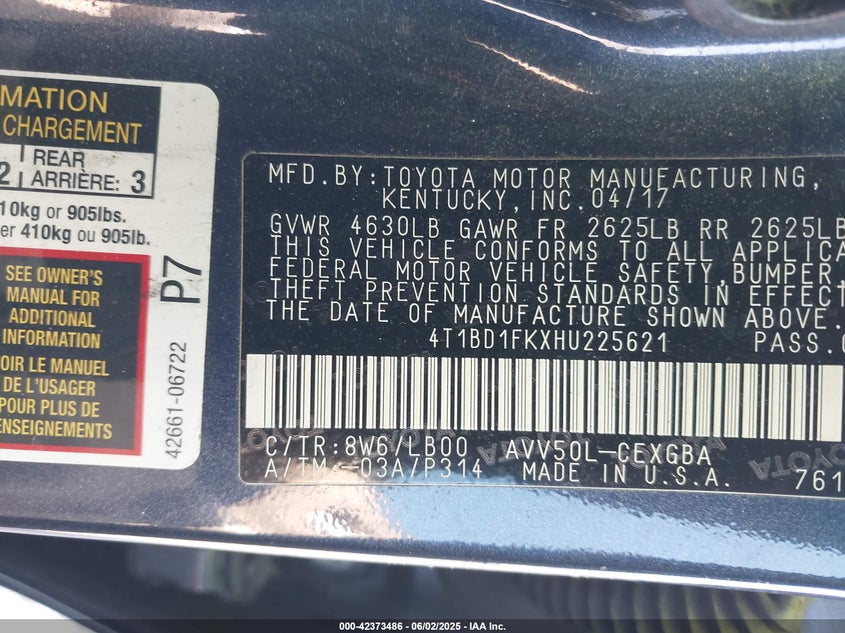 MATION
CHARGEMENT
2 REAR
ARRIÈRE: 3
10kg or 905lbs.
er 410kg ou 905lb.
SEE OWNER'S
MANUAL FOR
ADDITIONAL
INFORMATION
OIR LE MANUEL
DE L'USAGER
POUR PLUS DE
ENSEIGNEMENTS
P7
42661-06722
MFD. BY: TOYOTA MOTOR MANUFACTURING,
KENTUCKY, INC. 04/17
GVWR 4630LB GAWR FR 2625LB RR 2625LB
THIS VEHICLE CONFORMS TO ALL APPLICA
FEDERAL MOTOR VEHICLE SAFETY, BUMPER
THEFT PREVENTION STANDARDS IN EFFECT
THE DATE OF MANUFACTURE SHOWN ABOVE.
4T1BD1FKXHU225621 PASS.
C/TR:8W6/LB00 AVV50L-CEXGBA
A/TM:-03A/P314 MADE IN U.S.A. 761
000-42373486 - 06/02/2025 - IAA Inc.